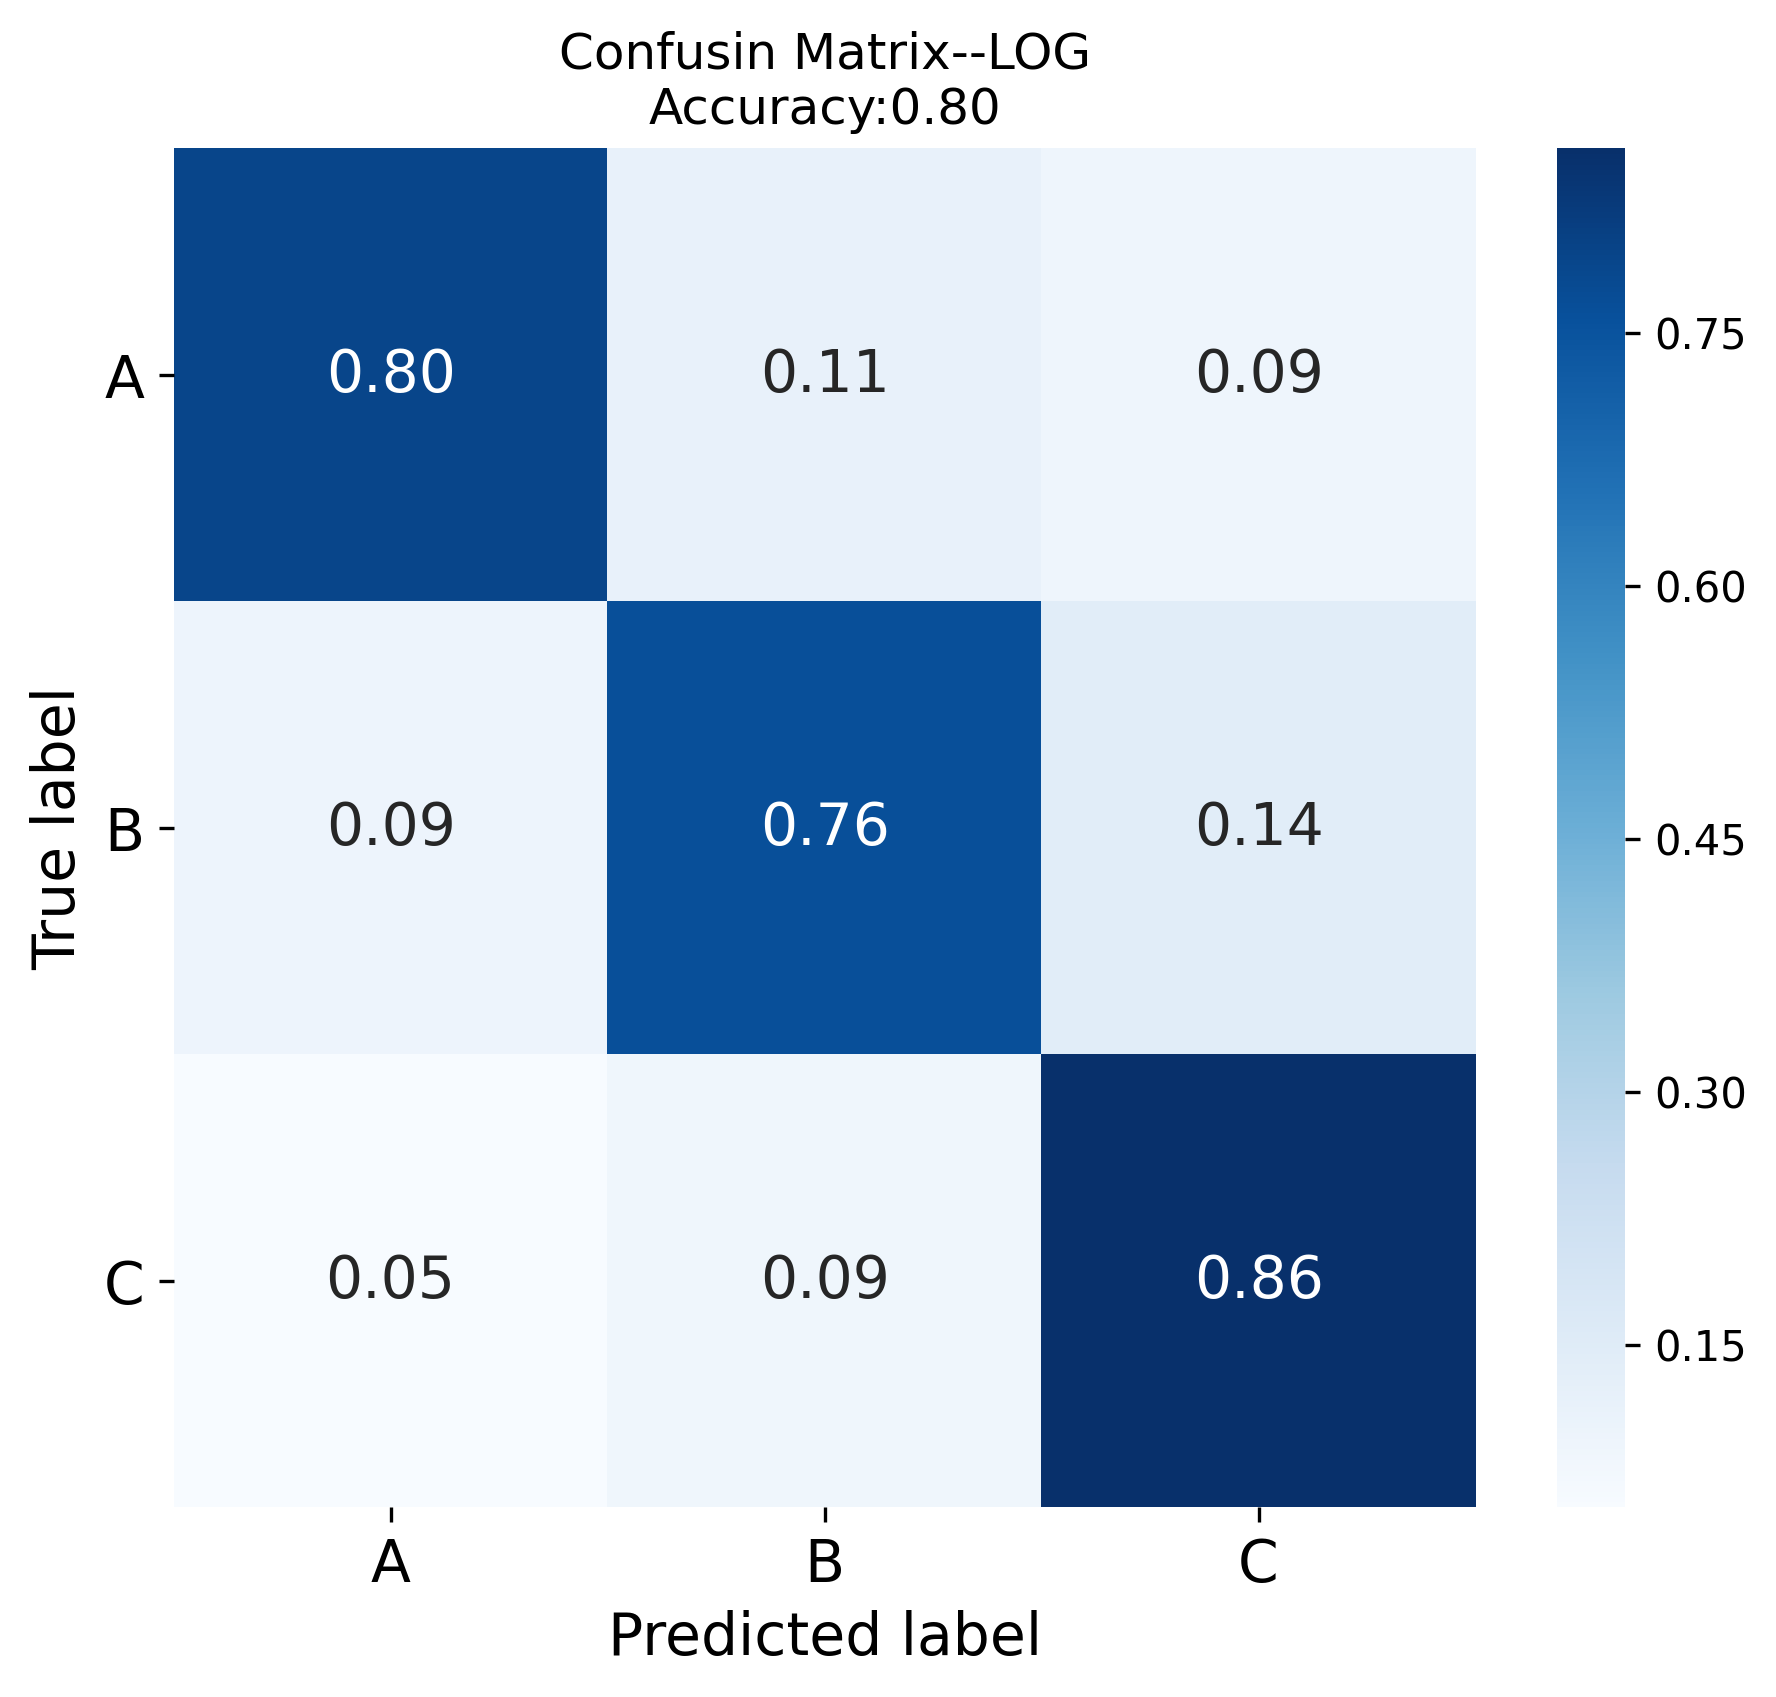 Confusin Matrix--LOG
Accuracy:0.80
True label
A 0.80 0.11 0.09
B 0.09 0.76 0.14
C 0.05 0.09 0.86
A B C
Predicted label
0.75
0.60
0.45
0.30
0.15